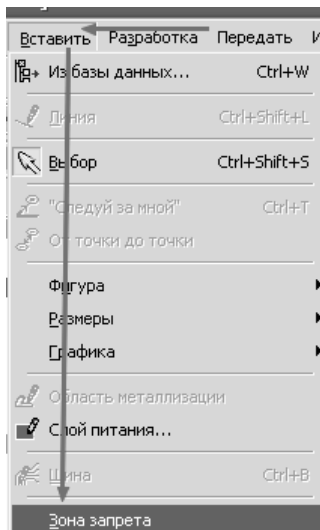 Вставить Разработка Передать И
Из базы данных... Ctrl+W
Линия Ctrl+Shift+L
Выбор Ctrl+Shift+S
"Следуй за мной" Ctrl+T
От точки до точки
Фигура
Размеры
Графика
Область металлизации
Слой питания...
Шина Ctrl+B
Зона запрета